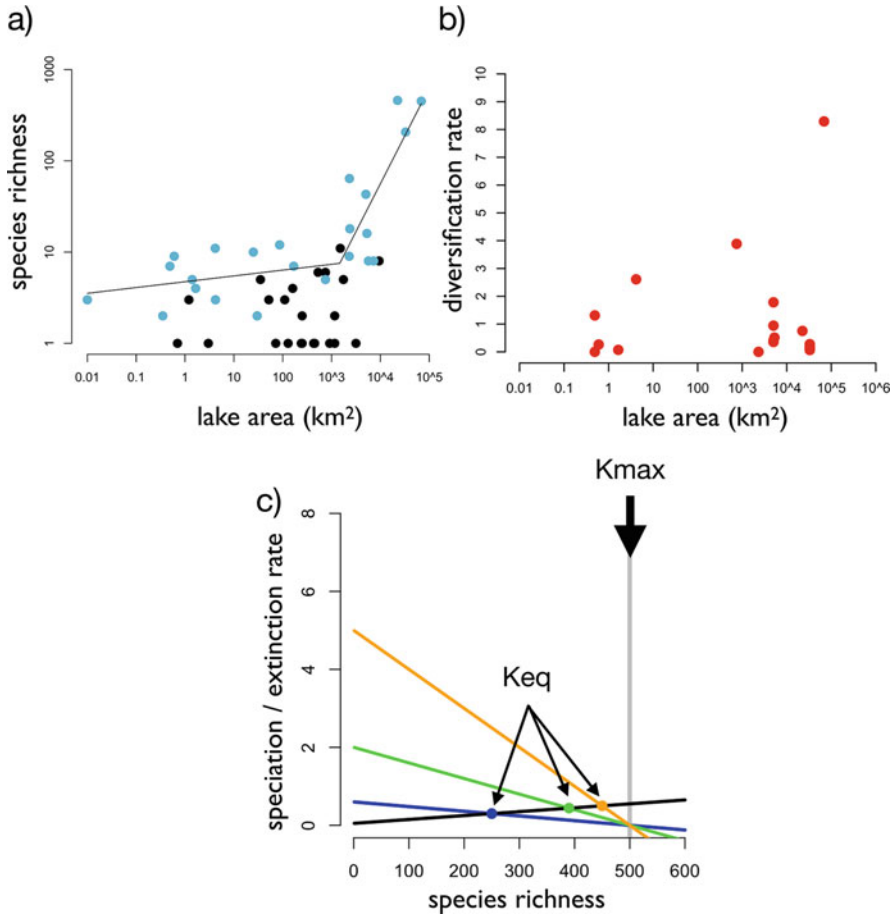 a)
species richness
1000
100
10
1
0.01 0.1 1 10 100 10^3 10^4 10^5
lake area (km²)
b)
diversification rate
10
9
8
7
6
5
4
3
2
1
0
0.01 0.1 1 10 100 10^3 10^4 10^5 10^6
lake area (km²)
c)
Kmax
speciation / extinction rate
8
6
4
2
0
Keq
0 100 200 300 400 500 600
species richness